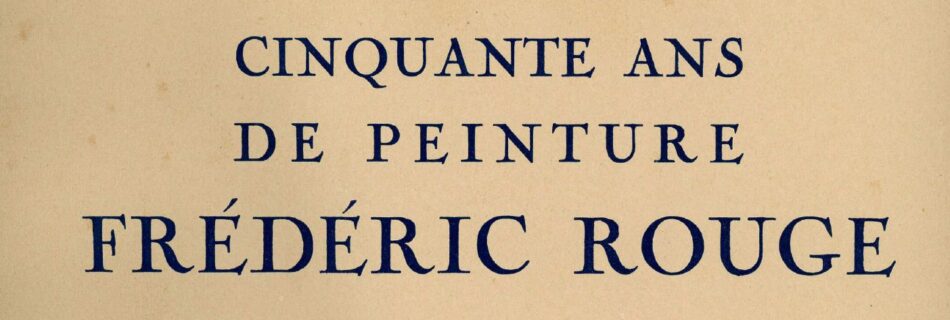 CINQUANTE ANS
DE PEINTURE
FRÉDÉRIC ROUGE